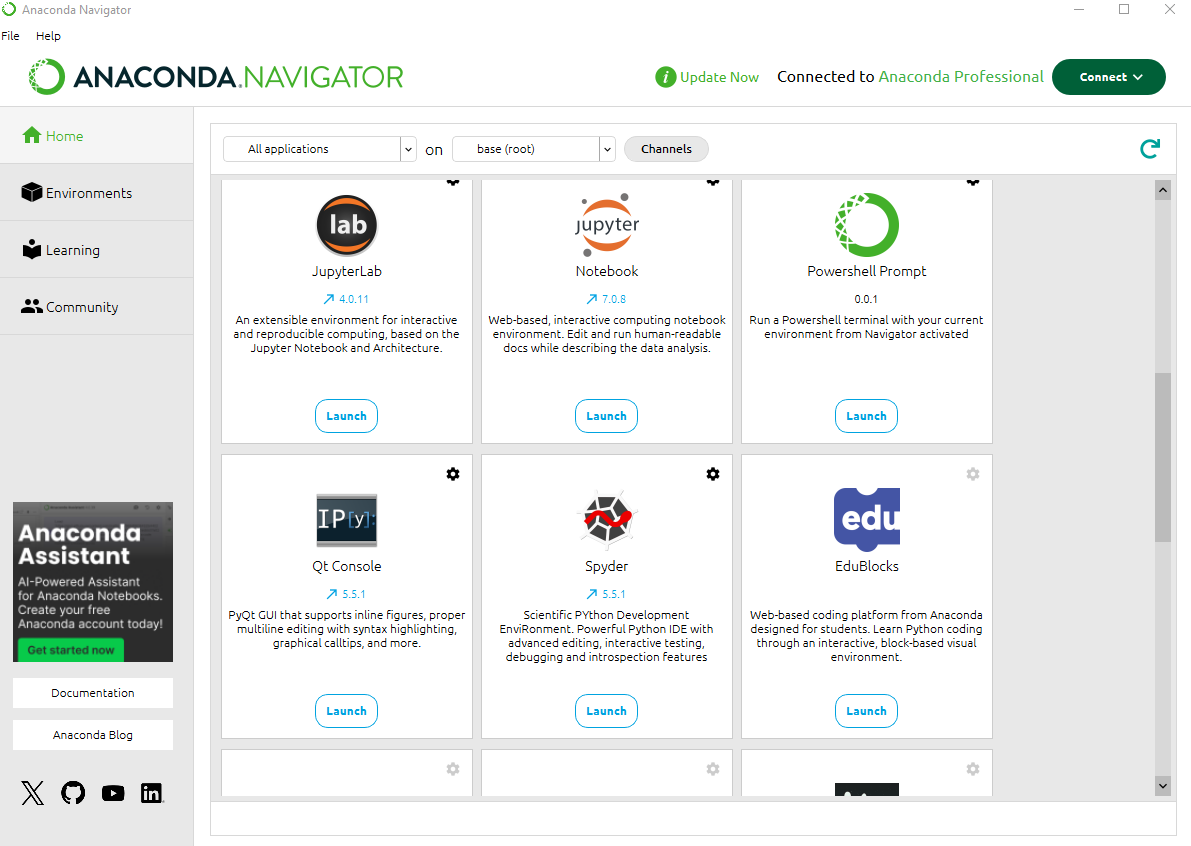 Anaconda Navigator
File Help
ANACONDA.NAVIGATOR
i Update Now Connected to Anaconda Professional Connect
Home
Environments
Learning
Community
All applications on base (root) Channels
lab
JupyterLab
4.0.11
An extensible environment for interactive
and reproducible computing, based on the
Jupyter Notebook and Architecture.
Launch
jupyter
Notebook
7.0.8
Web-based, interactive computing notebook
environment. Edit and run human-readable
docs while describing the data analysis.
Launch
Powershell Prompt
0.0.1
Run a Powershell terminal with your current
environment from Navigator activated
Launch
IP[y]:
Qt Console
5.5.1
PyQt GUI that supports inline figures, proper
multiline editing with syntax highlighting,
graphical calltips, and more.
Launch
Spyder
5.5.1
Scientific PYthon Development
EnviRonment. Powerful Python IDE with
advanced editing, interactive testing,
debugging and introspection features
Launch
edu
EduBlocks
Web-based coding platform from Anaconda
designed for students. Learn Python coding
through an interactive, block-based visual
environment.
Launch
Anaconda
Assistant
AI-Powered Assistant
for Anaconda Notebooks.
Create your free
Anaconda account today!
Get started now
Documentation
Anaconda Blog
X in